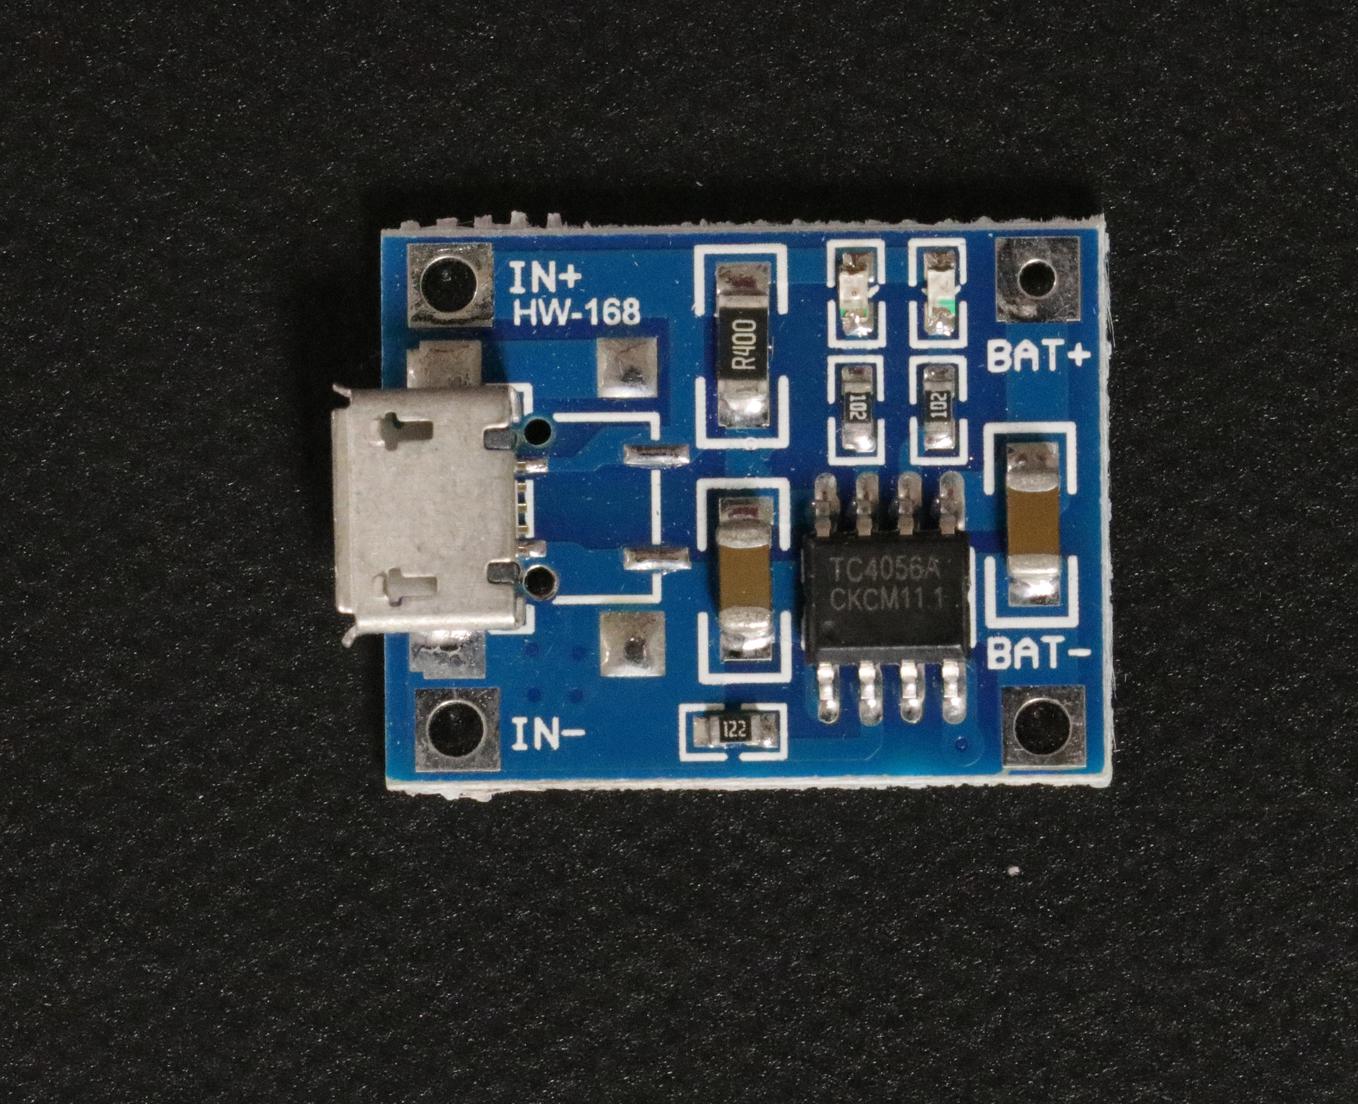 IN+
HW-168
R400
102
102
BAT+
TC4056A
CKCM11 1
BAT-
IN-
122